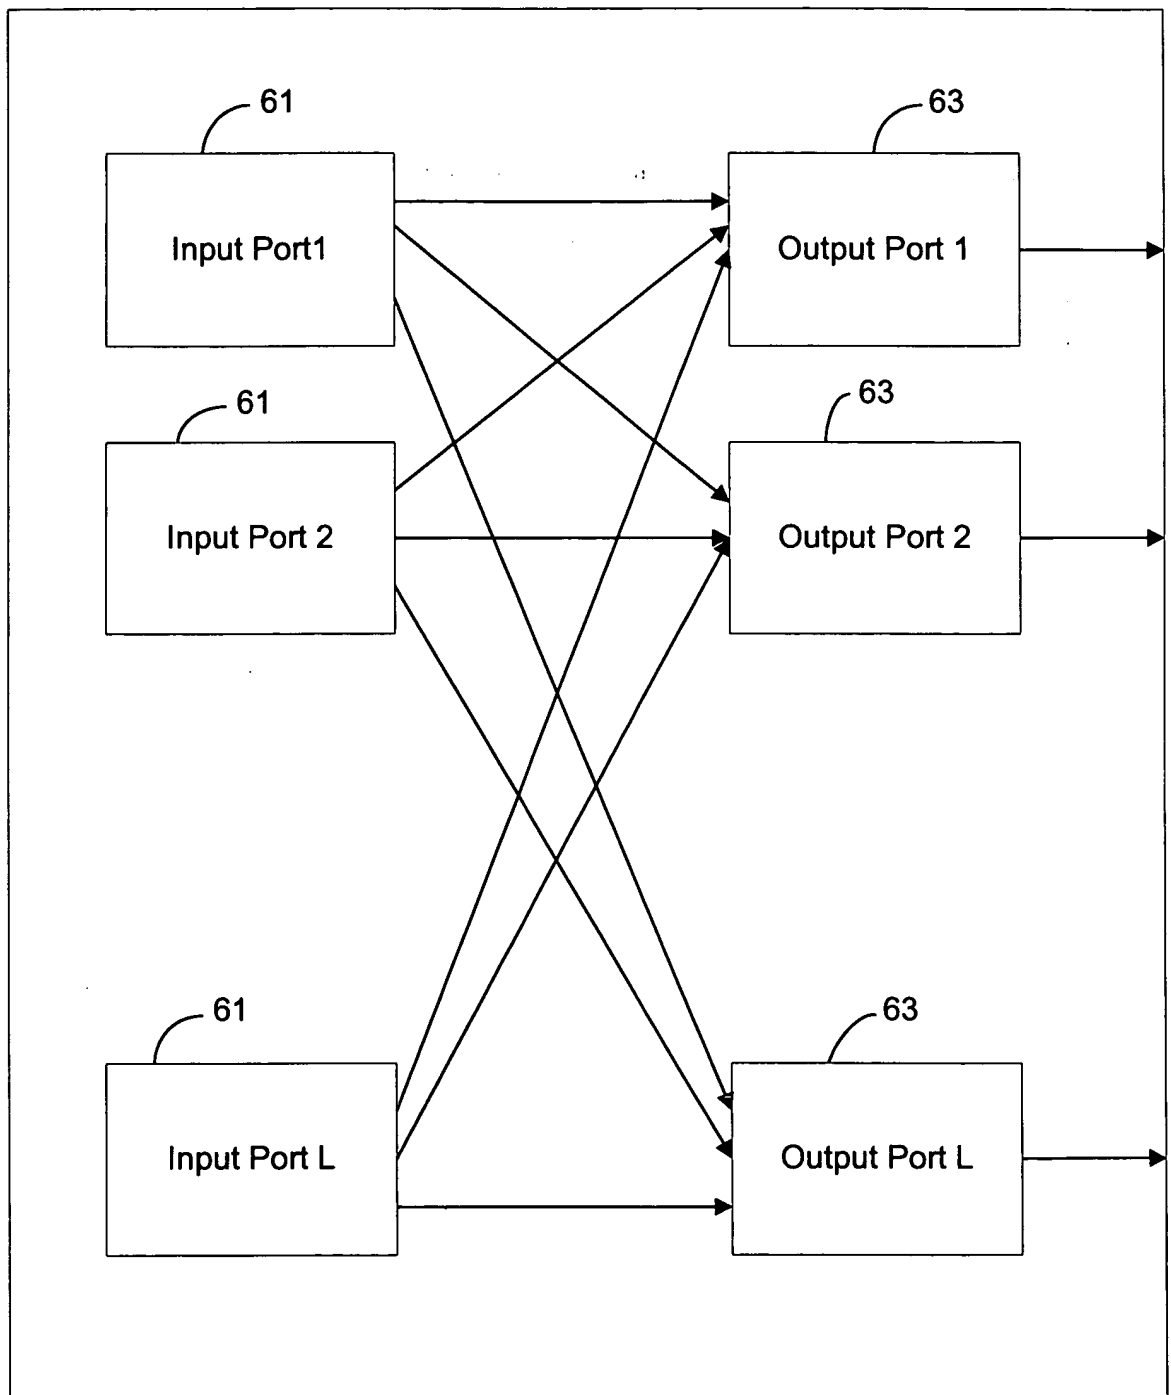 61
63
Input Port1
Output Port 1
61
63
Input Port 2
Output Port 2
61
63
Input Port L
Output Port L